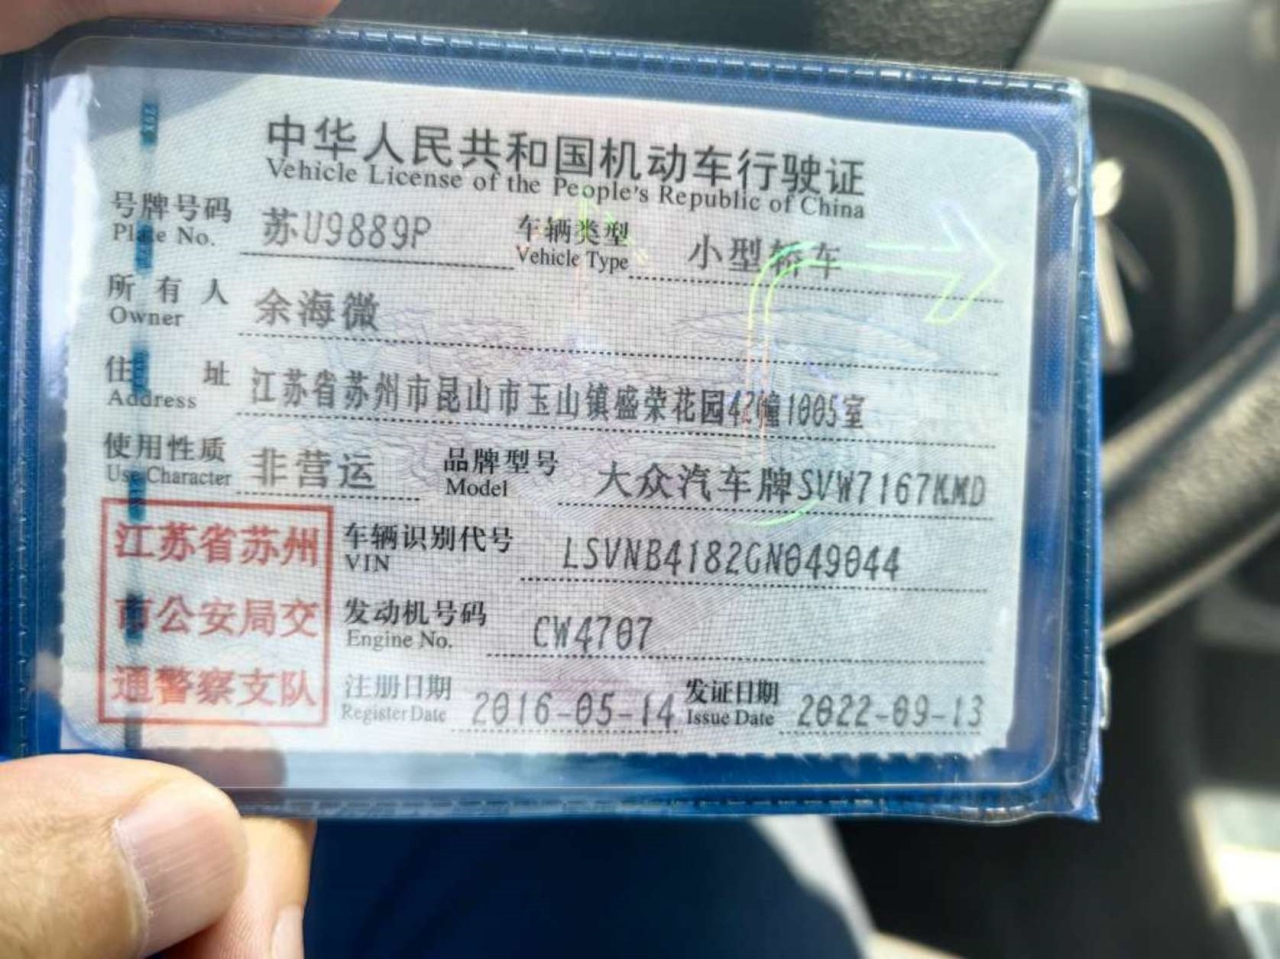 中华人民共和国机动车行驶证
Vehicle License of the People's Republic of China
号牌号码 苏U9889P 车辆类型 小型轿车
Plate No. Vehicle Type
所有人 余海微
Owner
住址 江苏省苏州市昆山市玉山镇盛荣花园42幢1005室
Address
使用性质 非营运 品牌型号 大众汽车牌SVW7167KMD
Use Character Model
江苏省苏州
市公安局交
通警察支队
车辆识别代号 LSVNB4182GN049044
VIN
发动机号码 CW4707
Engine No.
注册日期 2016-05-14 发证日期 2022-09-13
Register Date Issue Date